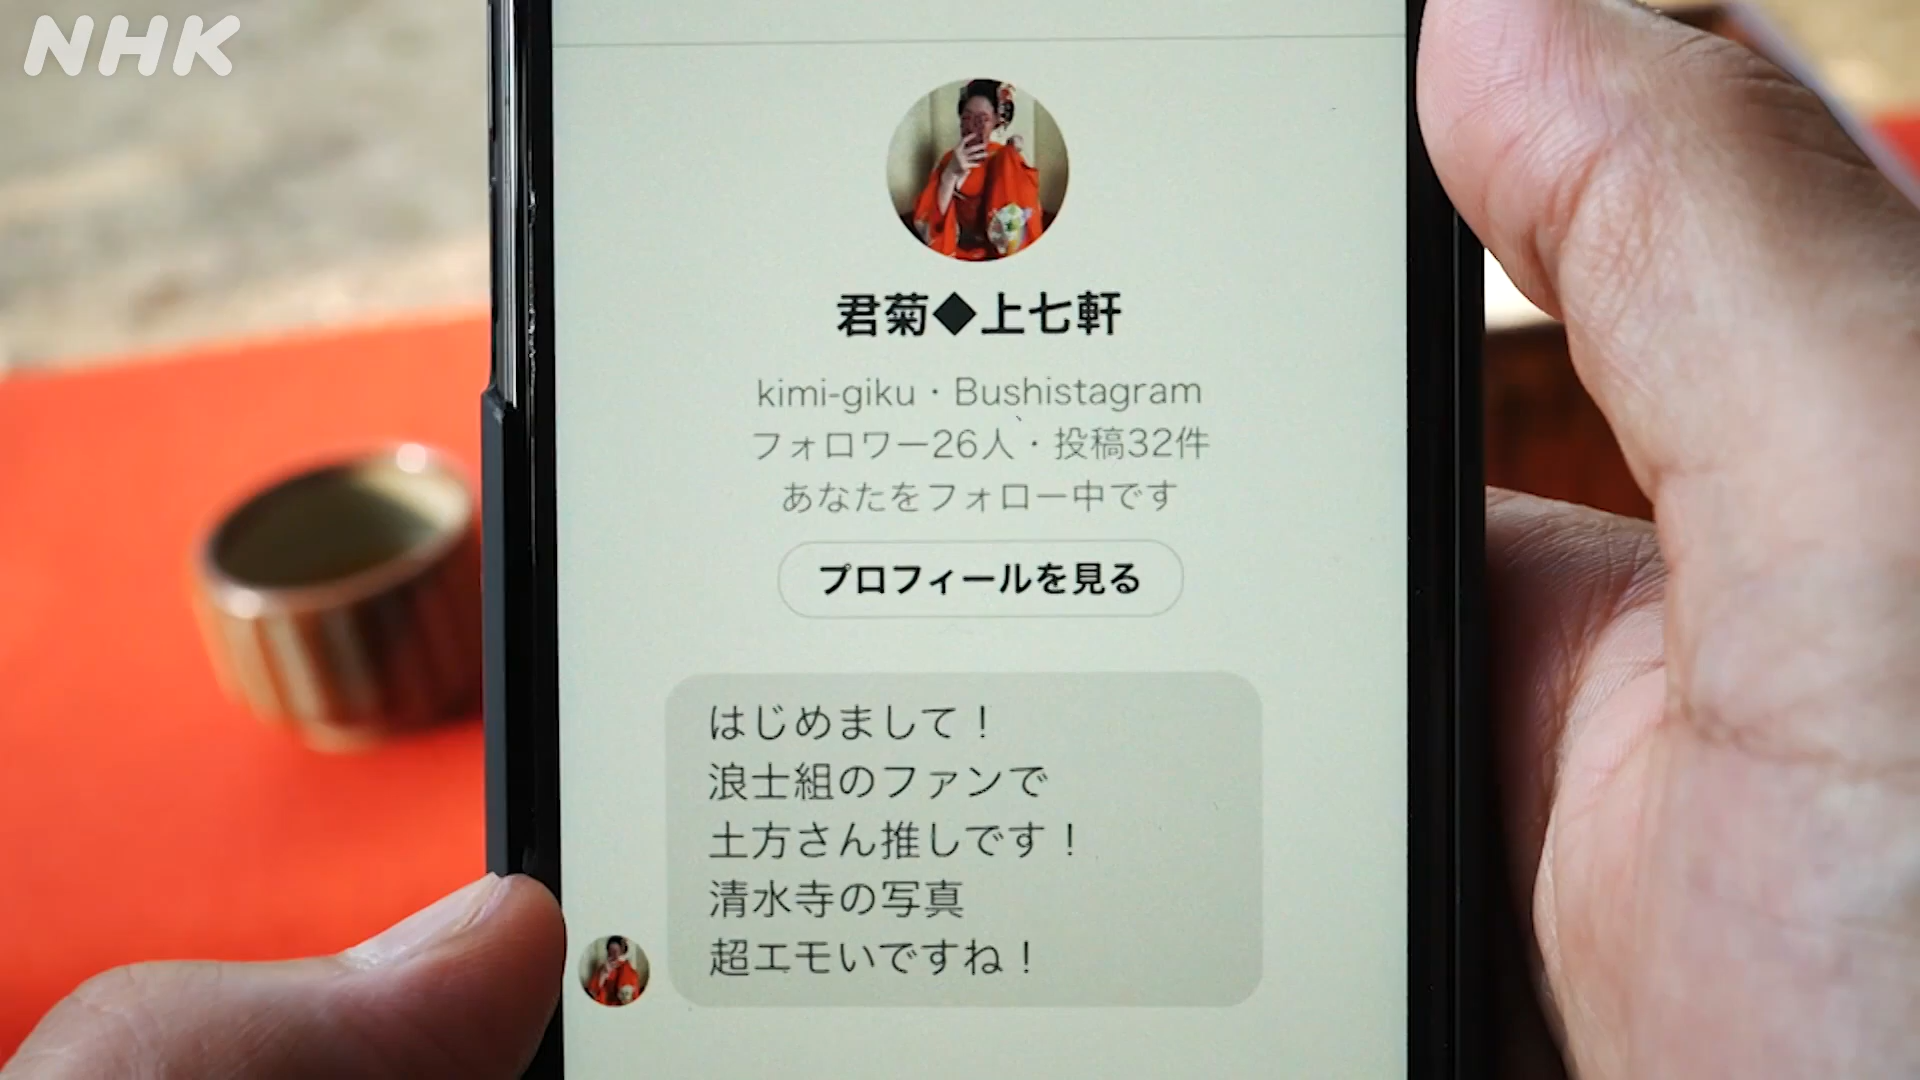 NHK
君菊◆上七軒
kimi-giku・Bushistagram
フォロワー26人・投稿32件
あなたをフォロー中です
プロフィールを見る
はじめまして！
浪士組のファンで
土方さん推しです！
清水寺の写真
超エモいですね！